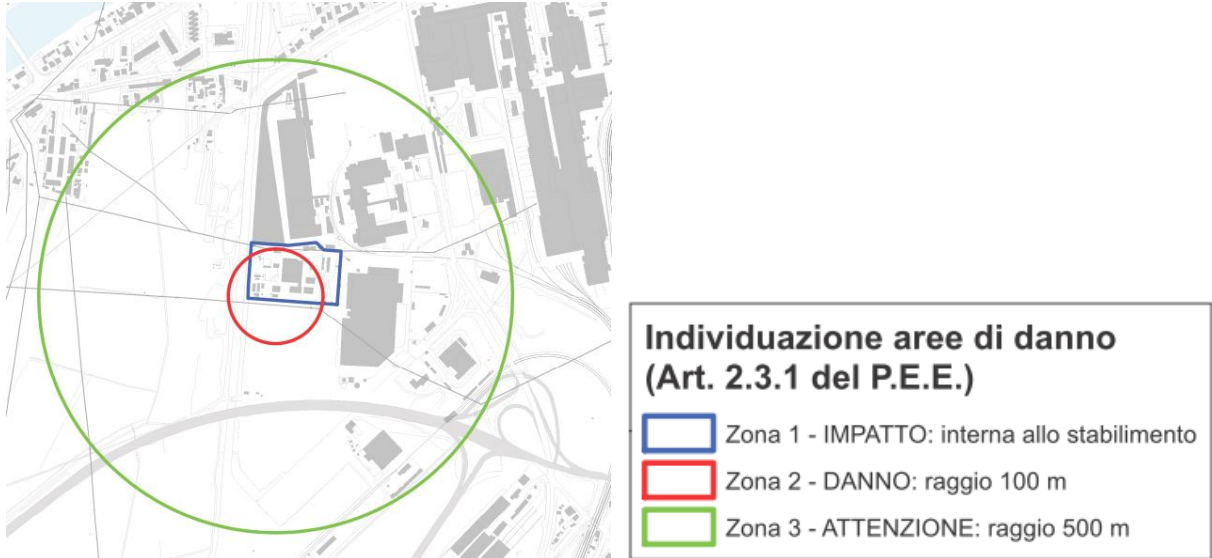 Individuazione aree di danno
(Art. 2.3.1 del P.E.E.)
Zona 1 - IMPATTO: interna allo stabilimento
Zona 2 - DANNO: raggio 100 m
Zona 3 - ATTENZIONE: raggio 500 m